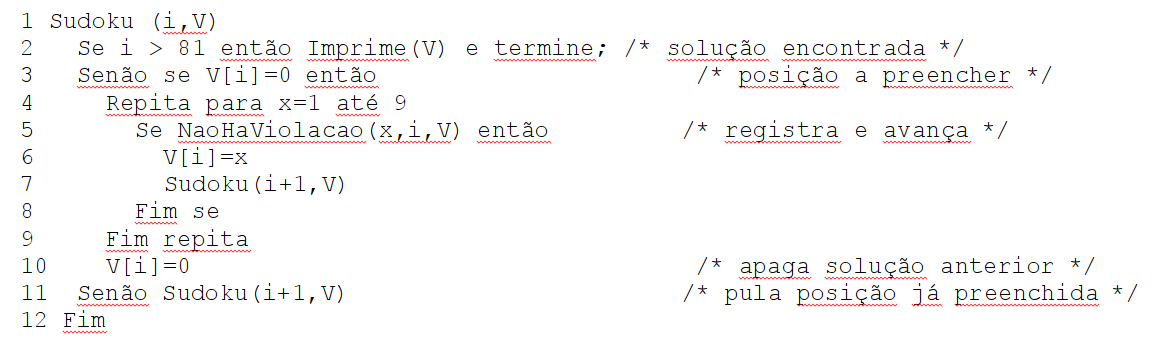 1 Sudoku (i,V)
2 Se i > 81 então Imprime(V) e termine; /* solução encontrada */
3 Senão se V[i]=0 então /* posição a preencher */
4 Repita para x=1 até 9
5 Se NaoHaViolacao(x,i,V) então /* registra e avança */
6 V[i]=x
7 Sudoku(i+1,V)
8 Fim se
9 Fim repita
10 V[i]=0 /* apaga solução anterior */
11 Senão Sudoku(i+1,V) /* pula posição já preenchida */
12 Fim